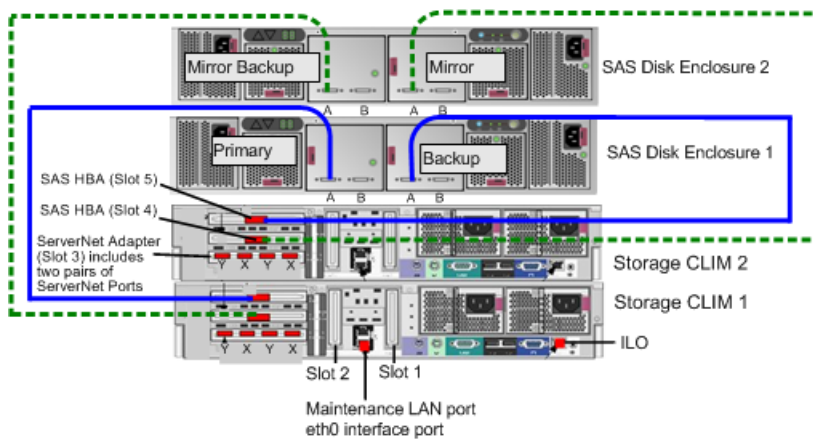 Mirror Backup
Mirror
SAS Disk Enclosure 2
A B A B
Primary
Backup
SAS Disk Enclosure 1
A B A B
SAS HBA (Slot 5)
SAS HBA (Slot 4)
ServerNet Adapter
(Slot 3) includes
two pairs of
ServerNet Ports
Y X Y X
Storage CLIM 2
Storage CLIM 1
Y X Y X
ILO
Slot 2
Slot 1
Maintenance LAN port
eth0 interface port